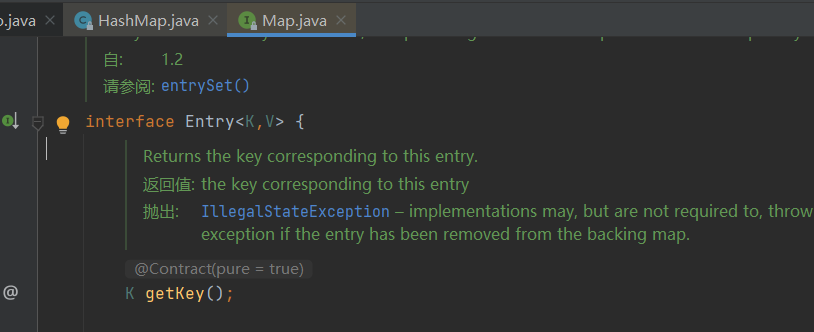 .java
HashMap.java
Map.java
自: 1.2
请参阅: entrySet()
interface Entry<K,V> {
Returns the key corresponding to this entry.
返回值: the key corresponding to this entry
抛出: IllegalStateException – implementations may, but are not required to, throw
exception if the entry has been removed from the backing map.
@Contract(pure = true)
@ K getKey();